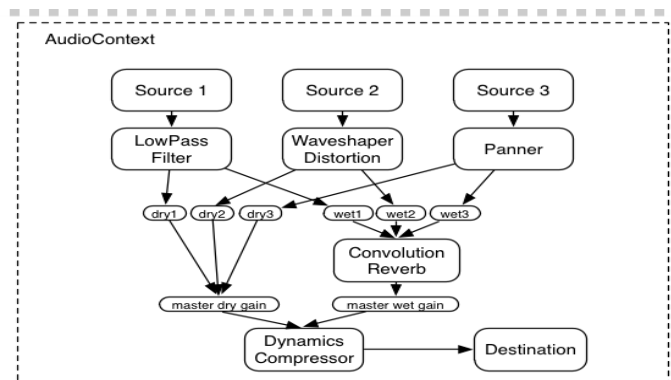 AudioContext
Source 1
Source 2
Source 3
LowPass
Filter
Waveshaper
Distortion
Panner
dry1
dry2
dry3
wet1
wet2
wet3
Convolution
Reverb
master dry gain
master wet gain
Dynamics
Compressor
Destination